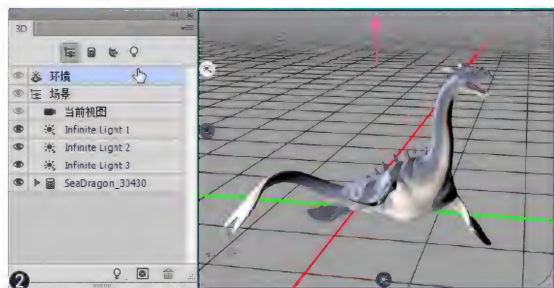 3D
环境
场景
当前视图
Infinite Light 1
Infinite Light 2
Infinite Light 3
SeaDragon_33430
2